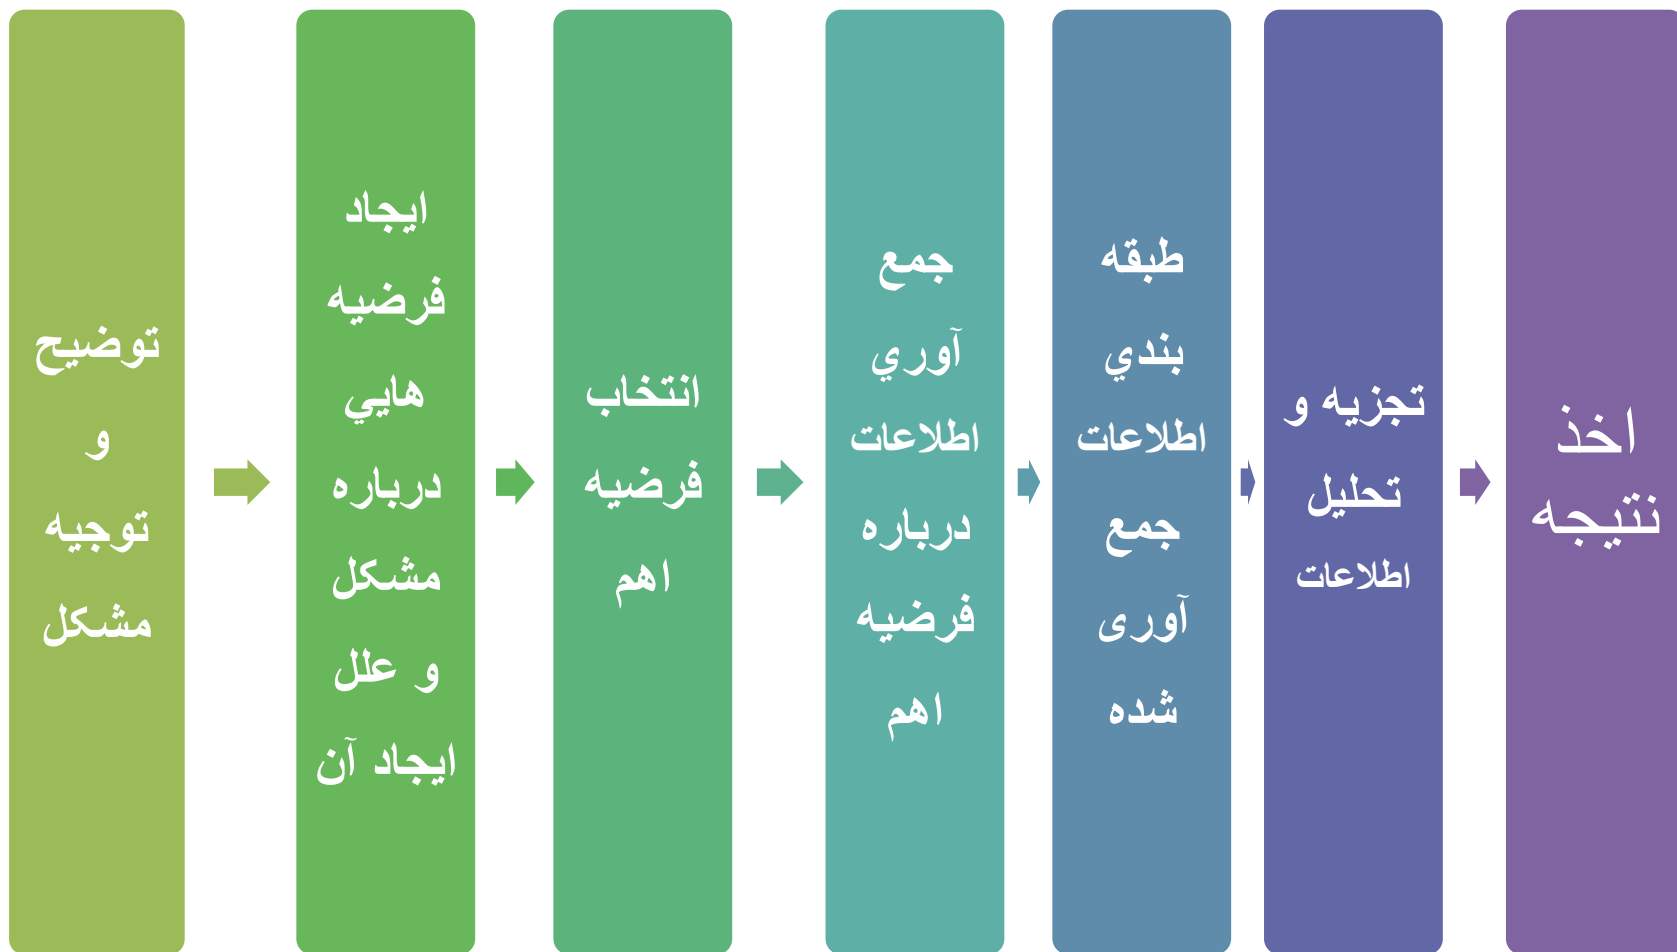 توضيح
و
توجيه
مشكل
ايجاد
فرضيه
هايي
درباره
مشكل
و علل
ايجاد آن
انتخاب
فرضيه
اهم
جمع
آوري
اطلاعات
درباره
فرضيه
اهم
طبقه
بندي
اطلاعات
جمع
آوری
شده
تجزيه و
تحليل
اطلاعات
اخذ
نتيجه